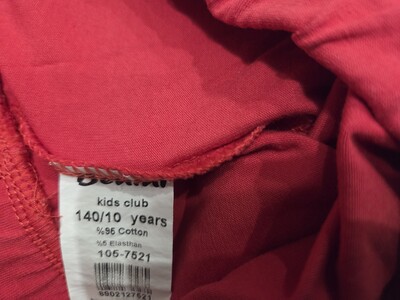 kids club
140/10 years
%95 Cotton
%5 Elasthan
105-7521